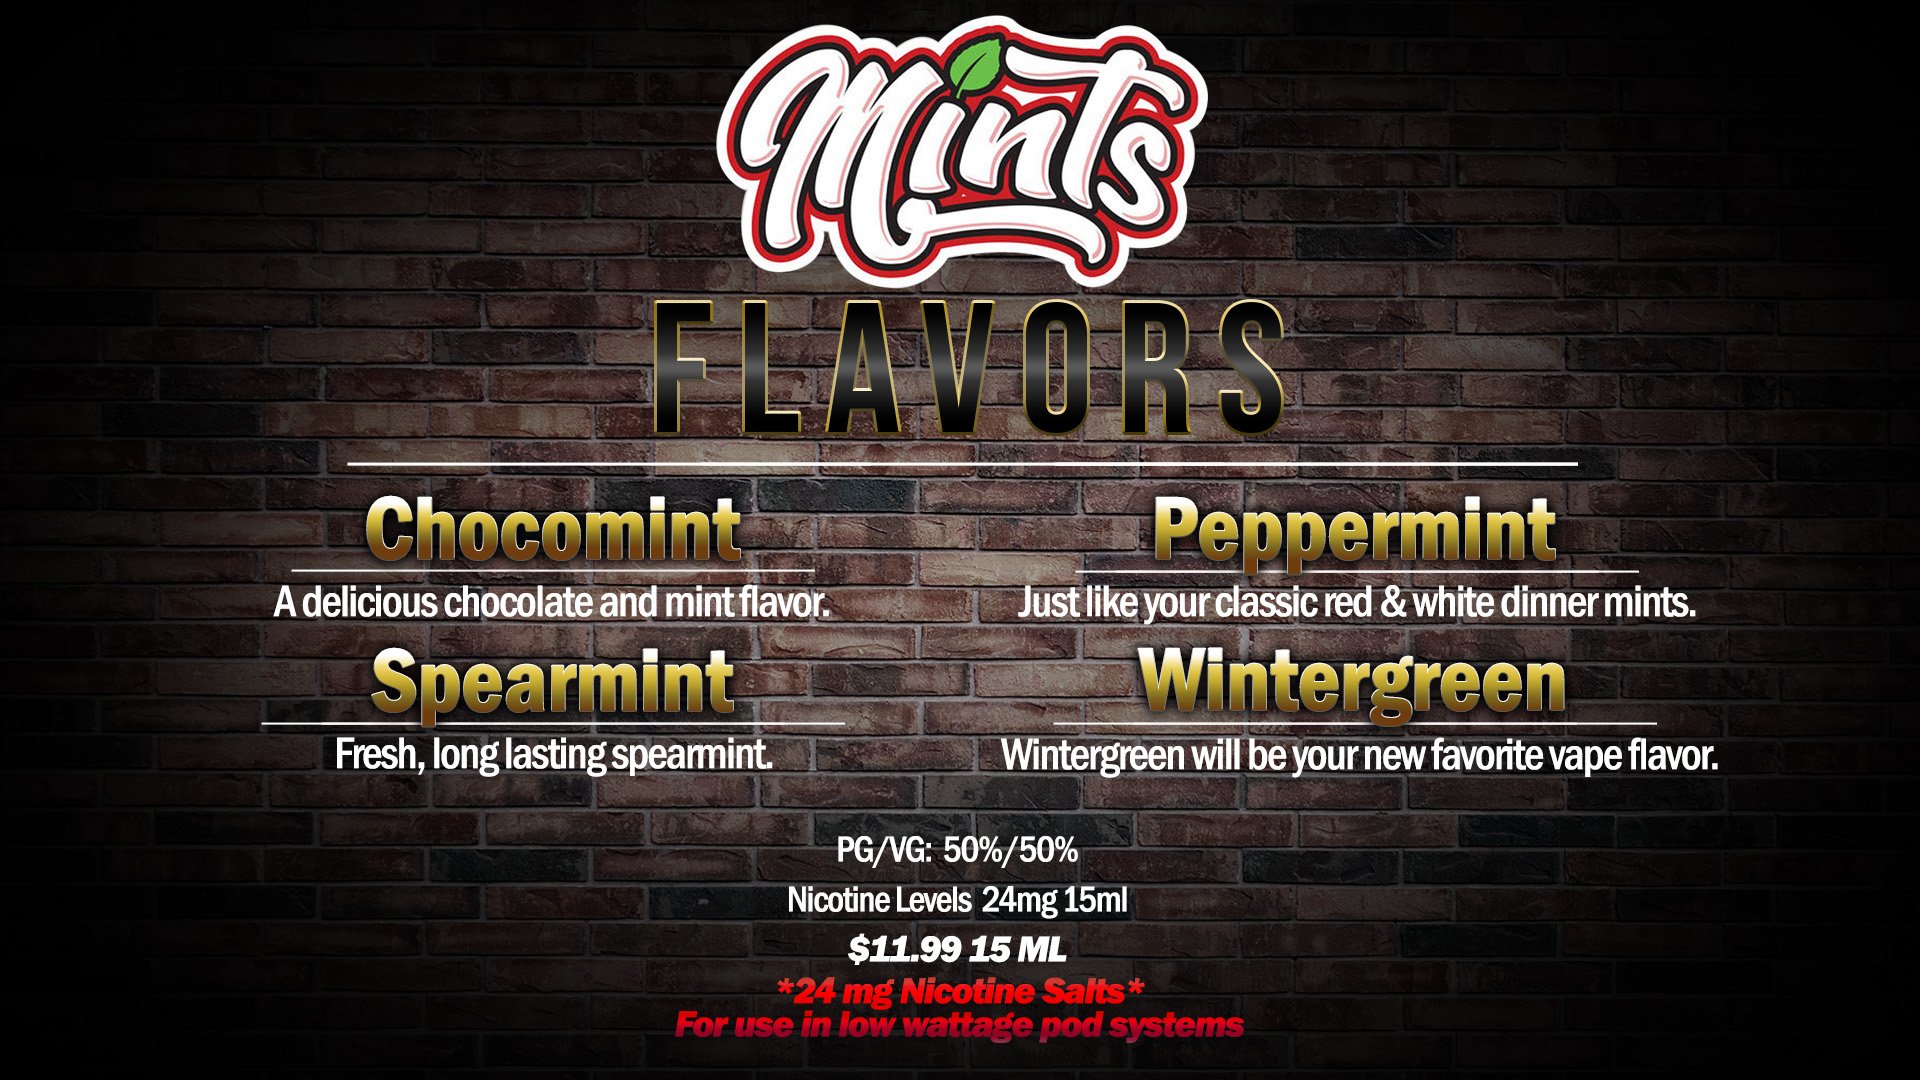 Mints
FLAVORS
Chocomint
A delicious chocolate and mint flavor.
Peppermint
Just like your classic red & white dinner mints.
Spearmint
Fresh, long lasting spearmint.
Wintergreen
Wintergreen will be your new favorite vape flavor.
PG/VG: 50%/50%
Nicotine Levels 24mg 15ml
$11.99 15 ML
*24 mg Nicotine Salts*
For use in low wattage pod systems